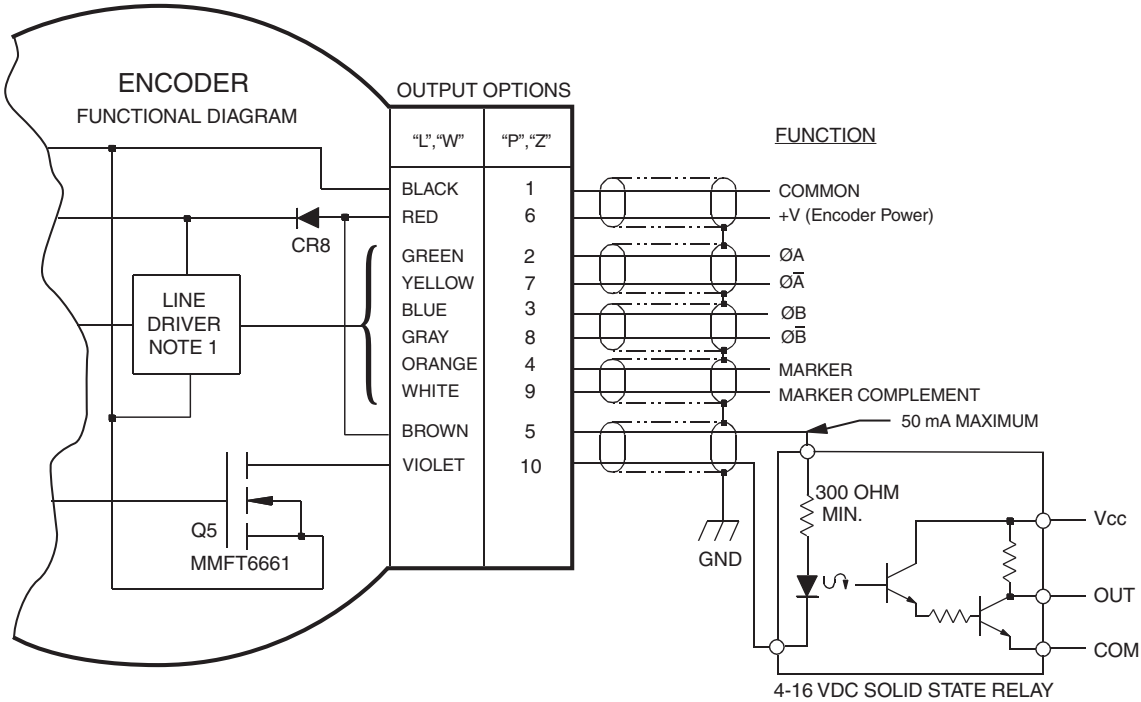 ENCODER
FUNCTIONAL DIAGRAM
OUTPUT OPTIONS
“L”,“W” “P”,“Z”
FUNCTION
BLACK 1 COMMON
RED 6 +V (Encoder Power)
CR8
GREEN 2 ØA
YELLOW 7 ØA̅
BLUE 3 ØB
GRAY 8 ØB̅
ORANGE 4 MARKER
WHITE 9 MARKER COMPLEMENT
LINE
DRIVER
NOTE 1
BROWN 5 50 mA MAXIMUM
VIOLET 10
Q5
MMFT6661
GND
300 OHM
MIN.
Vcc
OUT
COM
4-16 VDC SOLID STATE RELAY